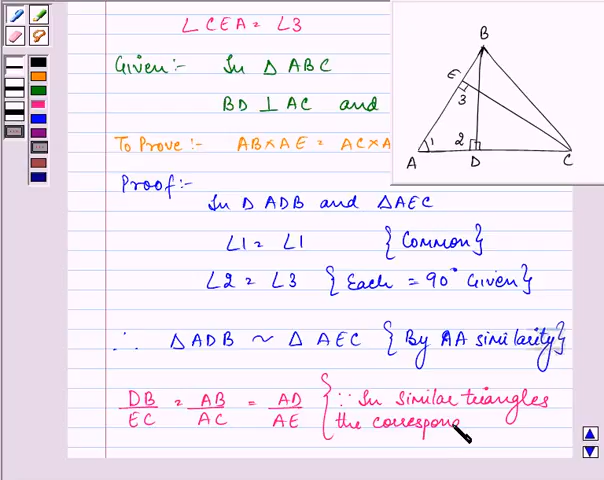 ∠CEA = ∠3
Given:- In Δ ABC
BD ⊥ AC and
To Prove:- AB×AE = AC×A
Proof:-
In Δ ADB and ΔAEC
∠1 = ∠1 {Common}
∠2 = ∠3 {Each = 90° Given}
∴ ΔADB ~ Δ AEC {By AA similarity}
DB/EC = AB/AC = AD/AE {∵ In similar triangles
the correspon
B
E
3
1
2
A
D
C